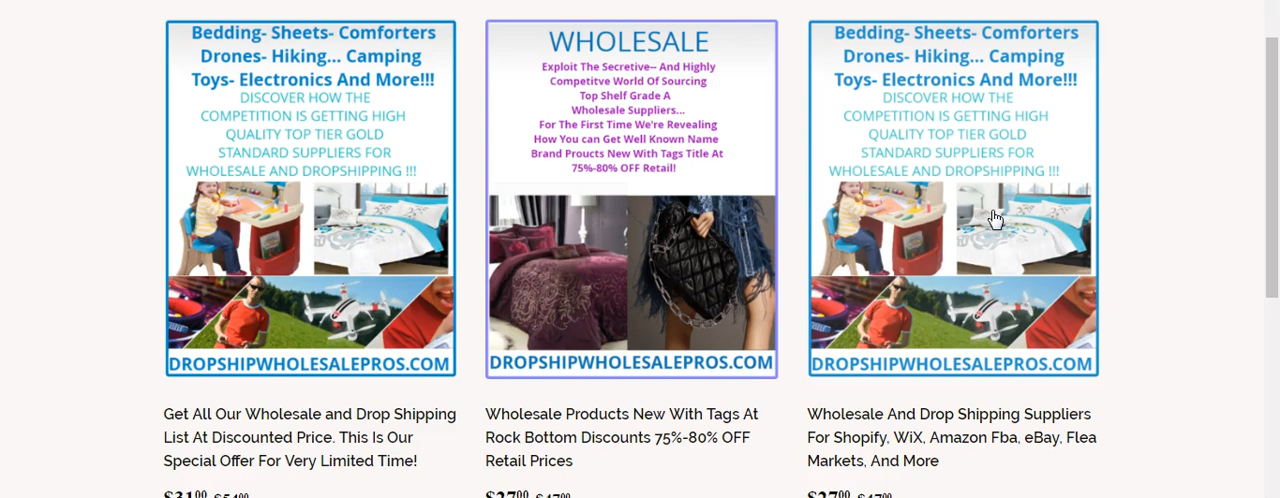 Bedding- Sheets- Comforters
Drones- Hiking... Camping
Toys- Electronics And More!!!
DISCOVER HOW THE
COMPETITION IS GETTING HIGH
QUALITY TOP TIER GOLD
STANDARD SUPPLIERS FOR
WHOLESALE AND DROPSHIPPING !!!
DROPSHIPWHOLESALEPROS.COM
Get All Our Wholesale and Drop Shipping
List At Discounted Price. This Is Our
Special Offer For Very Limited Time!
$3100 $5400
WHOLESALE
Exploit The Secretive-- And Highly
Competitve World Of Sourcing
Top Shelf Grade A
Wholesale Suppliers...
For The First Time We're Revealing
How You can Get Well Known Name
Brand Proucts New With Tags Title At
75%-80% OFF Retail!
DROPSHIPWHOLESALEPROS.COM
Wholesale Products New With Tags At
Rock Bottom Discounts 75%-80% OFF
Retail Prices
$2700 $4700
Bedding- Sheets- Comforters
Drones- Hiking... Camping
Toys- Electronics And More!!!
DISCOVER HOW THE
COMPETITION IS GETTING HIGH
QUALITY TOP TIER GOLD
STANDARD SUPPLIERS FOR
WHOLESALE AND DROPSHIPPING !!!
DROPSHIPWHOLESALEPROS.COM
Wholesale And Drop Shipping Suppliers
For Shopify, WiX, Amazon Fba, eBay, Flea
Markets, And More
$2700 $4700